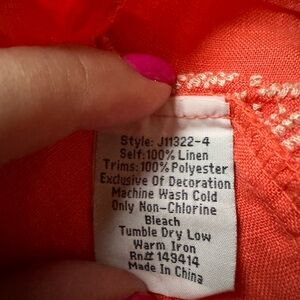 Style: J11322-4
Self:100% Linen
Trims:100% Polyester
Exclusive Of Decoration
Machine Wash Cold
Only Non-Chlorine
Bleach
Tumble Dry Low
Warm Iron
Rn# 149414
Made In China